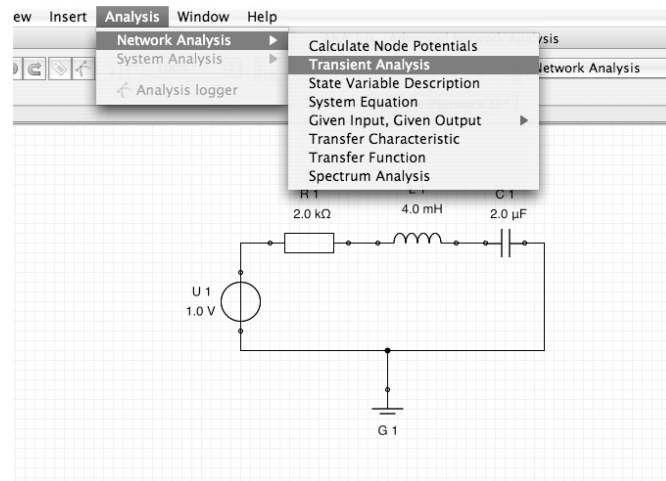 ew Insert Analysis Window Help
Network Analysis
System Analysis
Analysis logger
Calculate Node Potentials
Transient Analysis
State Variable Description
System Equation
Given Input, Given Output
Transfer Characteristic
Transfer Function
Spectrum Analysis
ysis
Network Analysis
R 1
2.0 kΩ
L 1
4.0 mH
C 1
2.0 µF
U 1
1.0 V
G 1